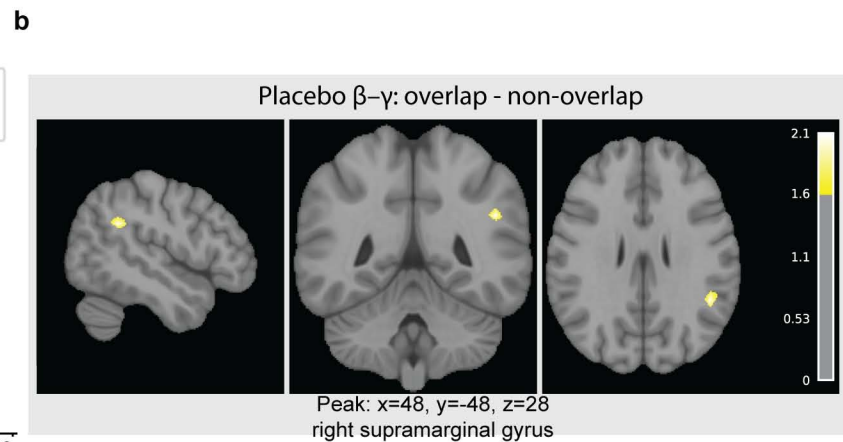 b
Placebo β–γ: overlap - non-overlap
2.1
1.6
1.1
0.53
0
Peak: x=48, y=-48, z=28
right supramarginal gyrus